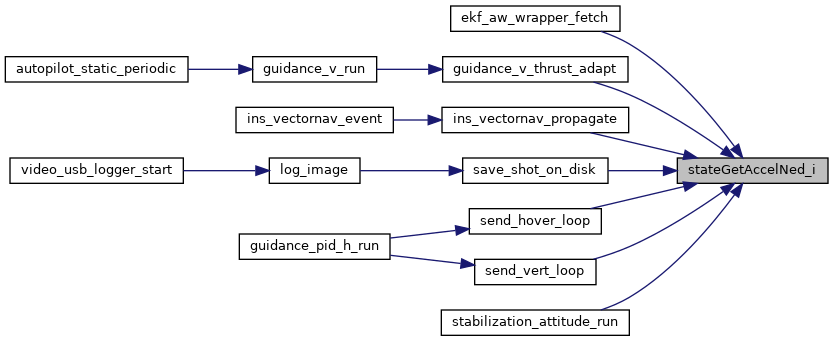 ekf_aw_wrapper_fetch
autopilot_static_periodic
guidance_v_run
guidance_v_thrust_adapt
ins_vectornav_event
ins_vectornav_propagate
video_usb_logger_start
log_image
save_shot_on_disk
stateGetAccelNed_i
send_hover_loop
guidance_pid_h_run
send_vert_loop
stabilization_attitude_run